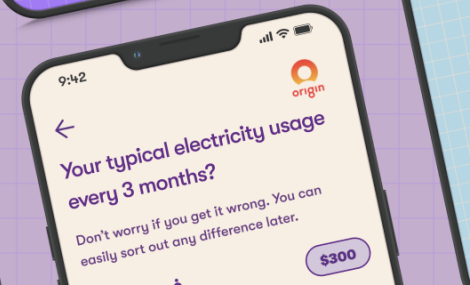 9:42
origin
Your typical electricity usage
every 3 months?
Don't worry if you get it wrong. You can
easily sort out any difference later.
$300